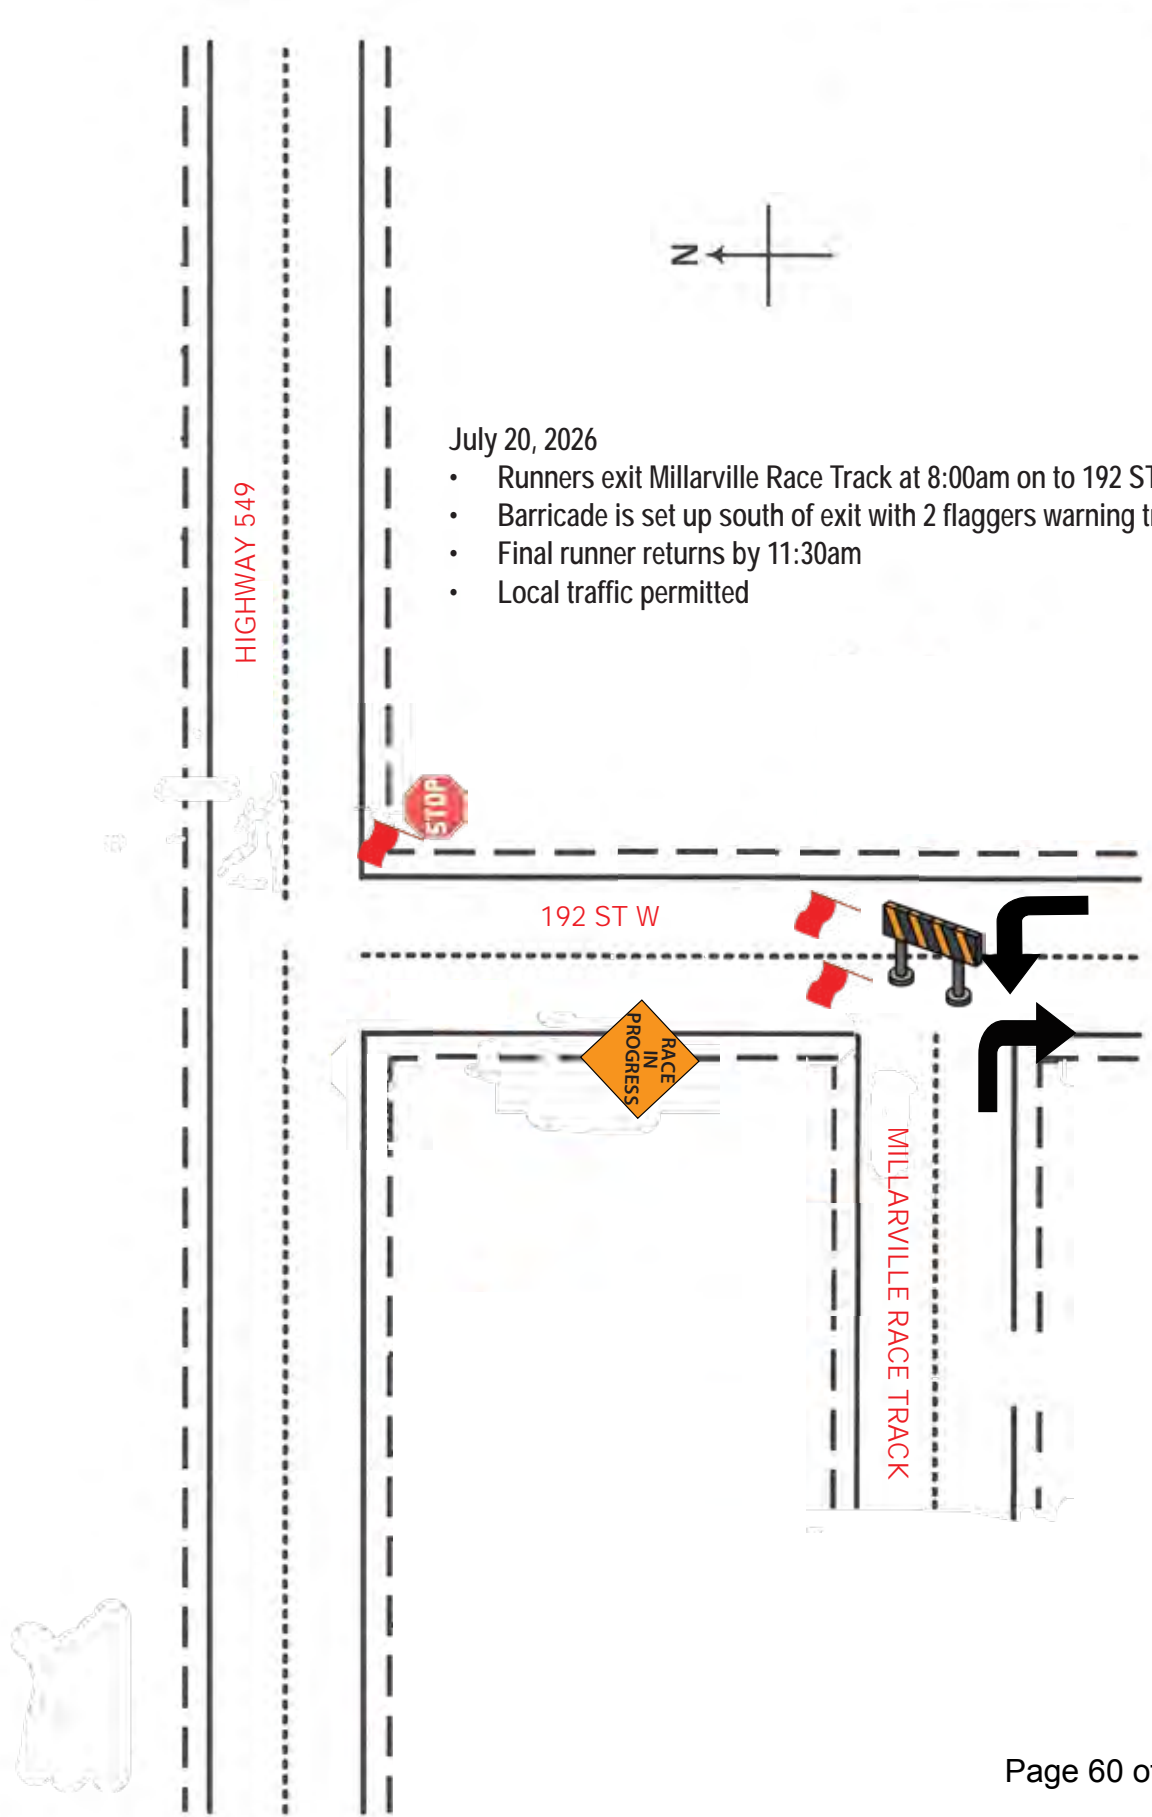 N
July 20, 2026
• Runners exit Millarville Race Track at 8:00am on to 192 ST
• Barricade is set up south of exit with 2 flaggers warning
• Final runner returns by 11:30am
• Local traffic permitted
HIGHWAY 549
STOP
192 ST W
RACE
IN
PROGRESS
MILLARVILLE RACE TRACK
Page 60 of